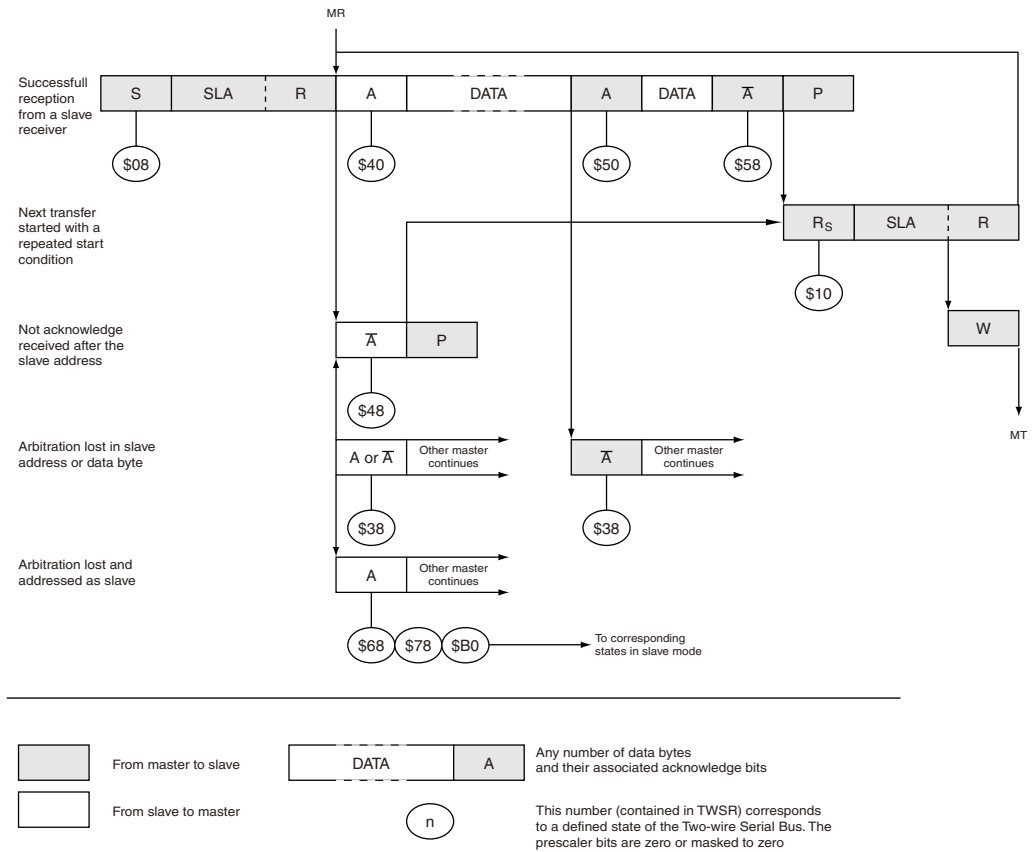 MR
Successfull
reception
from a slave
receiver
S SLA R A DATA A DATA A̅ P
$08 $40 $50 $58
Next transfer
started with a
repeated start
condition
RS SLA R
$10
Not acknowledge
received after the
slave address
A̅ P
W
$48
MT
Arbitration lost in slave
address or data byte
A or A̅ Other master
continues
A̅ Other master
continues
$38 $38
Arbitration lost and
addressed as slave
A Other master
continues
$68 $78 $B0 To corresponding
states in slave mode
From master to slave
DATA A
Any number of data bytes
and their associated acknowledge bits
From slave to master
n
This number (contained in TWSR) corresponds
to a defined state of the Two-wire Serial Bus. The
prescaler bits are zero or masked to zero